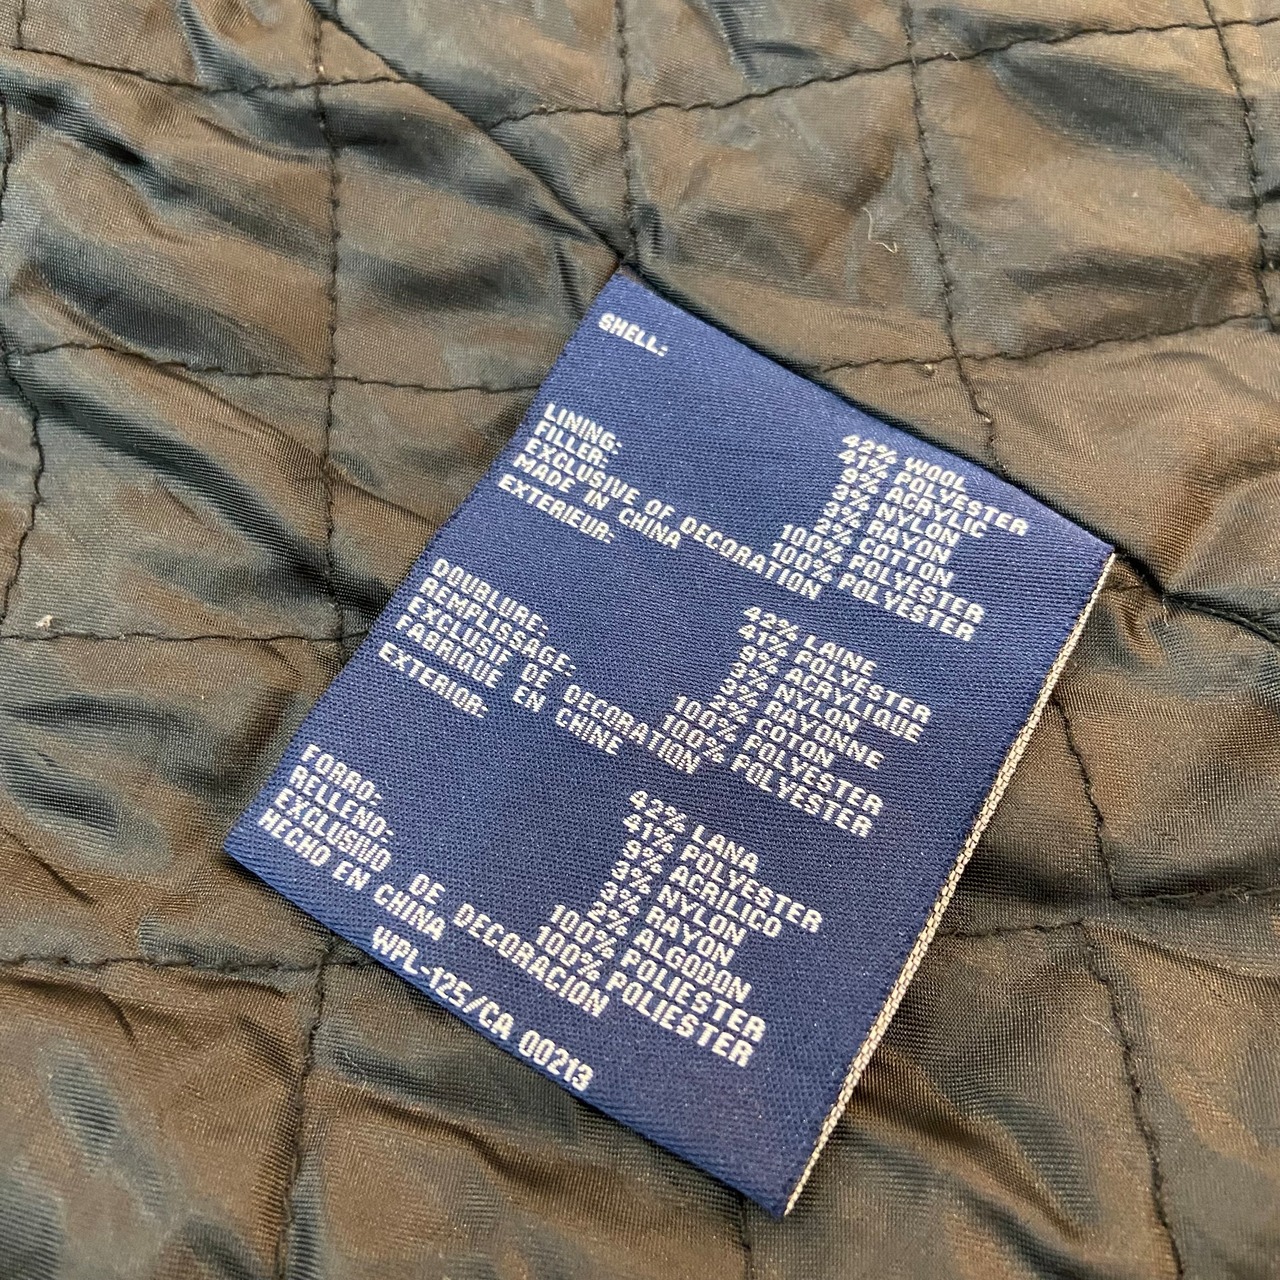 SHELL:
42% WOOL
41% POLYESTER
9% ACRYLIC
3% NYLON
3% RAYON
2% COTTON
LINING: 100% POLYESTER
FILLER: 100% POLYESTER
EXCLUSIVE OF DECORATION
MADE IN CHINA
EXTERIEUR:
42% LAINE
41% POLYESTER
9% ACRYLIQUE
3% NYLON
3% RAYONNE
2% COTON
DOUBLURE: 100% POLYESTER
REMPLISSAGE: 100% POLYESTER
EXCLUSIF DE DECORATION
FABRIQUE EN CHINE
EXTERIOR:
42% LANA
41% POLYESTER
9% ACRILICO
3% NYLON
3% RAYON
2% ALGODON
FORRO: 100% POLIESTER
RELLENO: 100% POLIESTER
EXCLUSIVO DE DECORACION
HECHO EN CHINA
WPL-125/CA 00213